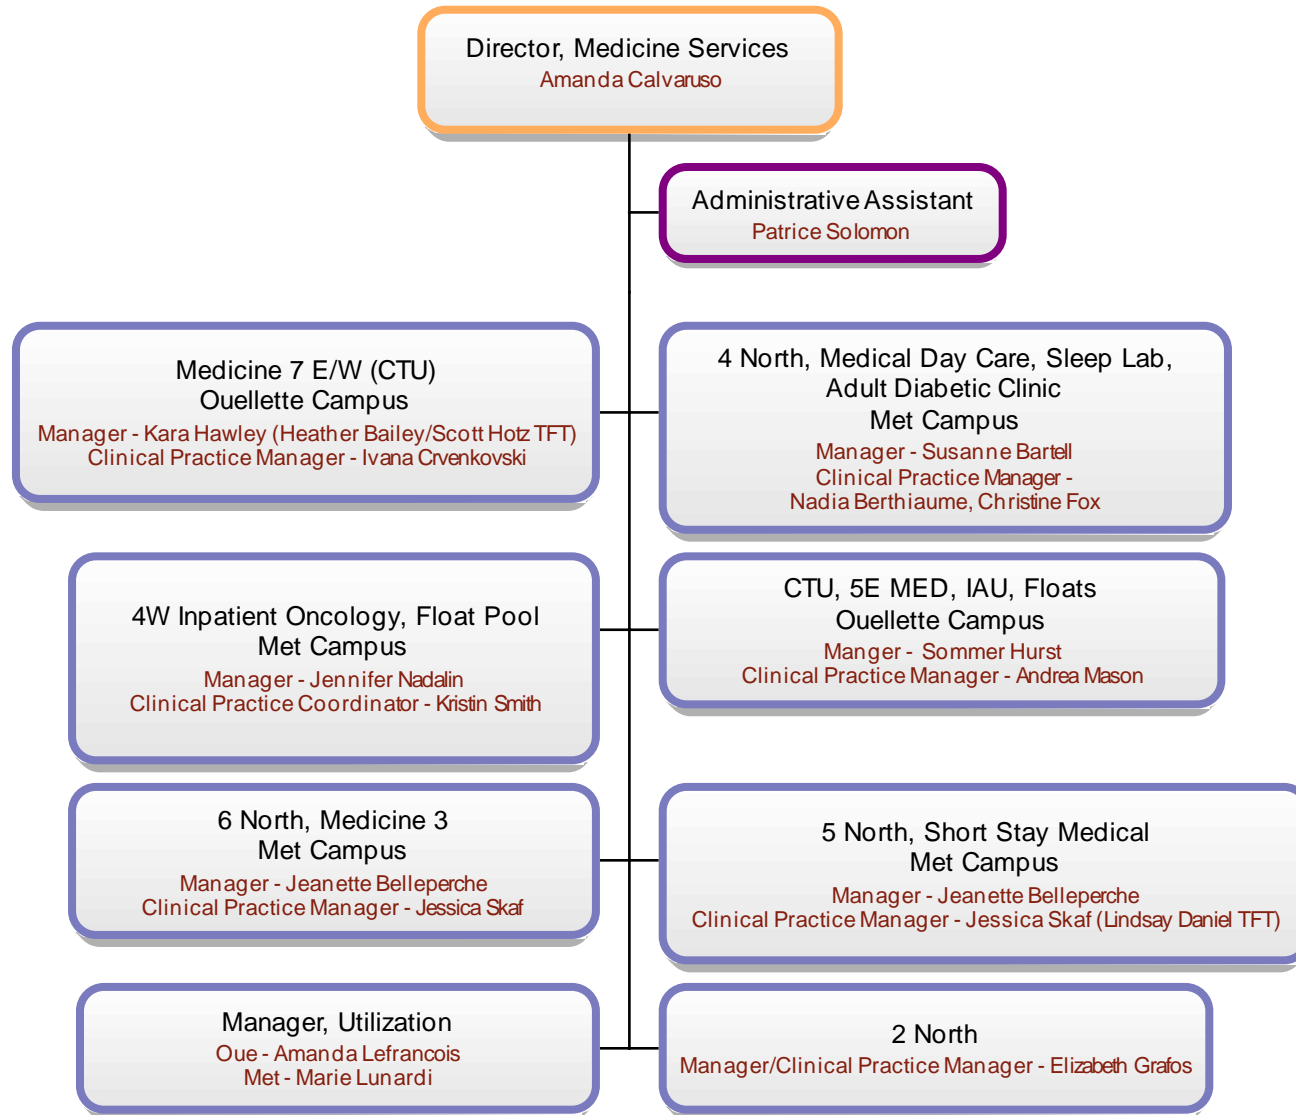 Director, Medicine Services
Amanda Calvaruso
Administrative Assistant
Patrice Solomon
Medicine 7 E/W (CTU)
Ouellette Campus
Manager - Kara Hawley (Heather Bailey/Scott Hotz TFT)
Clinical Practice Manager - Ivana Crvenkovski
4 North, Medical Day Care, Sleep Lab,
Adult Diabetic Clinic
Met Campus
Manager - Susanne Bartell
Clinical Practice Manager -
Nadia Berthiaume, Christine Fox
4W Inpatient Oncology, Float Pool
Met Campus
Manager - Jennifer Nadalin
Clinical Practice Coordinator - Kristin Smith
CTU, 5E MED, IAU, Floats
Ouellette Campus
Manger - Sommer Hurst
Clinical Practice Manager - Andrea Mason
6 North, Medicine 3
Met Campus
Manager - Jeanette Belleperche
Clinical Practice Manager - Jessica Skaf
5 North, Short Stay Medical
Met Campus
Manager - Jeanette Belleperche
Clinical Practice Manager - Jessica Skaf (Lindsay Daniel TFT)
Manager, Utilization
Oue - Amanda Lefrancois
Met - Marie Lunardi
2 North
Manager/Clinical Practice Manager - Elizabeth Grafos